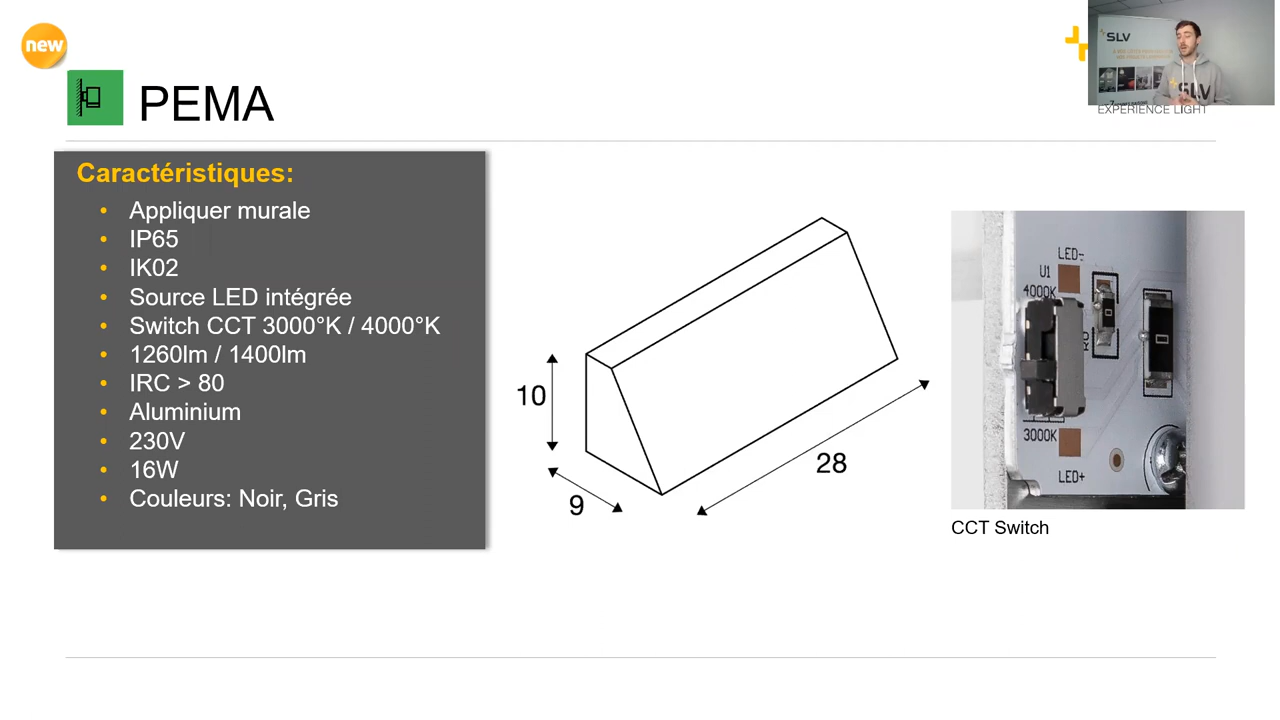 new
SLV
SLV
EXPERIENCE LIGHT
PEMA
Caractéristiques:
• Appliquer murale
• IP65
• IK02
• Source LED intégrée
• Switch CCT 3000°K / 4000°K
• 1260lm / 1400lm
• IRC > 80
• Aluminium
• 230V
• 16W
• Couleurs: Noir, Gris
10
9
28
LED-
U1
4000K
3000K
LED+
CCT Switch